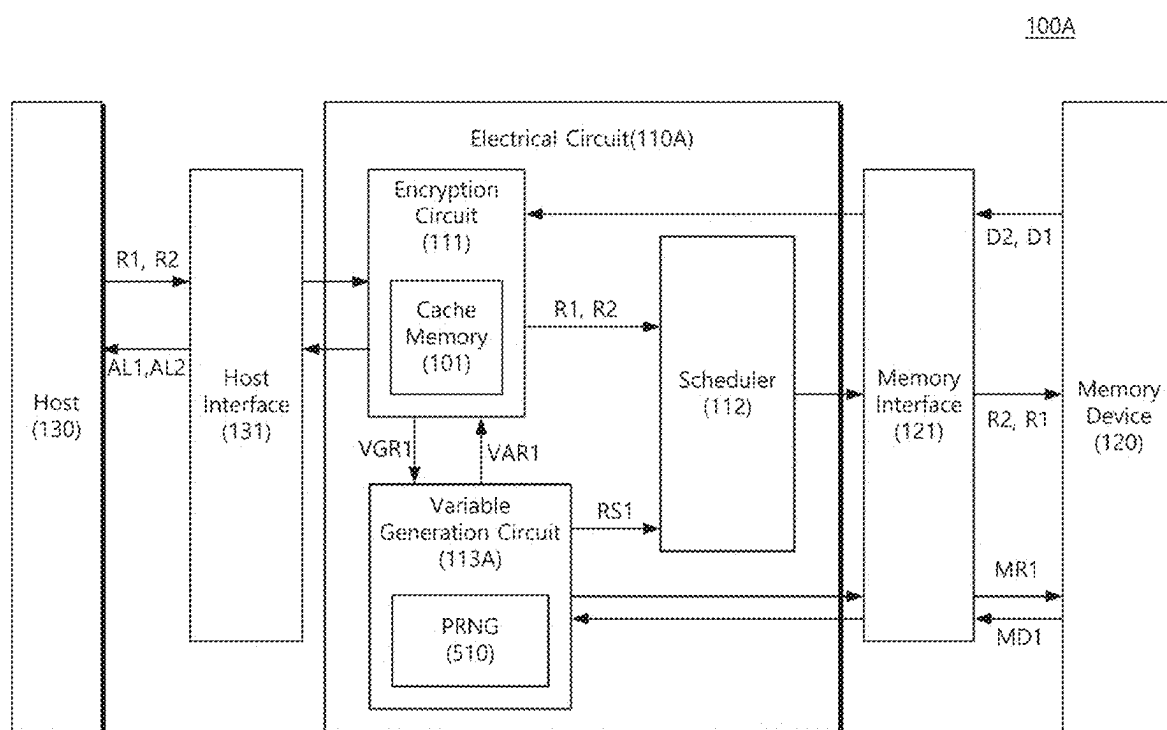 100A
Electrical Circuit(110A)
Encryption
Circuit
(111)
Cache
Memory
(101)
R1, R2
AL1,AL2
Host
(130)
Host
Interface
(131)
R1, R2
Scheduler
(112)
Memory
Interface
(121)
D2, D1
R2, R1
Memory
Device
(120)
VGR1
VAR1
Variable
Generation Circuit
(113A)
RS1
PRNG
(510)
MR1
MD1